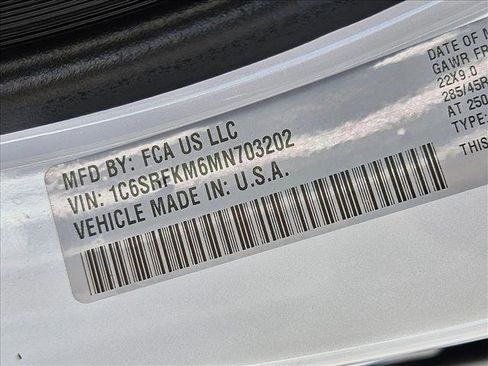 MFD BY: FCA US LLC
VIN: 1C6SRFKM6MN703202
VEHICLE MADE IN: U.S.A.
DATE OF M
GAWR FR
22X9.0
285/45R
AT 250
TYPE:
THIS